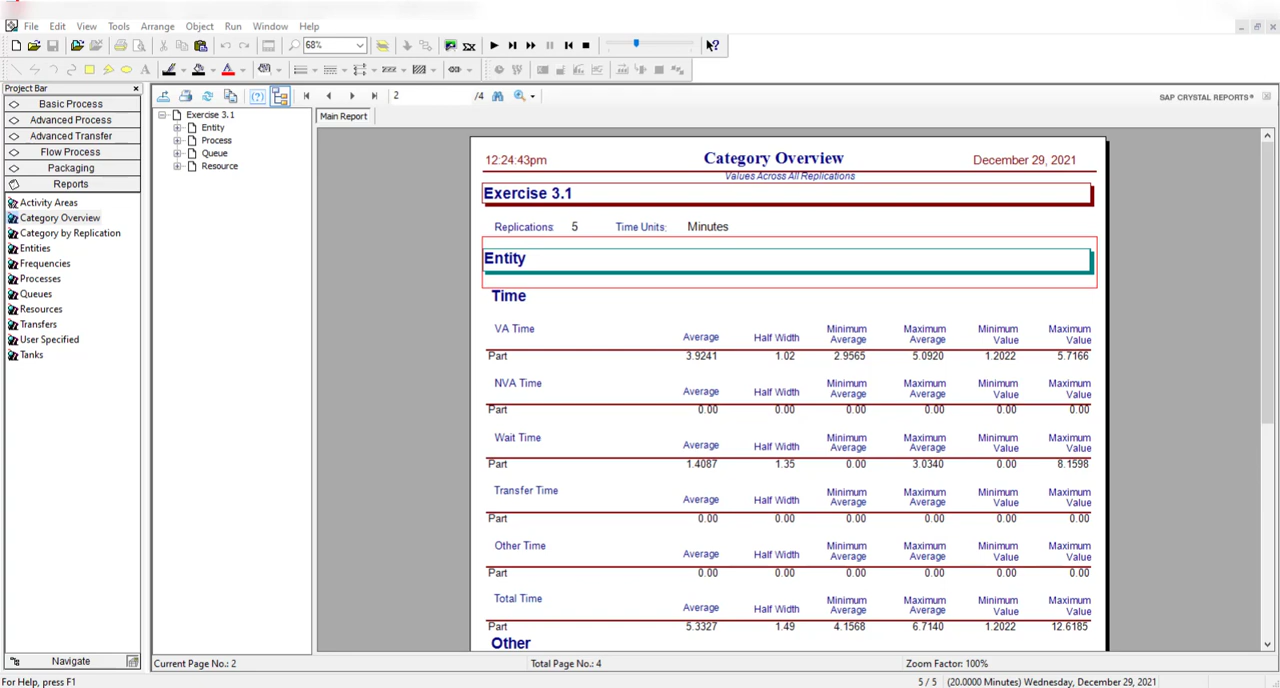 File Edit View Tools Arrange Object Run Window Help
68%
Project Bar
Basic Process
Advanced Process
Advanced Transfer
Flow Process
Packaging
Reports
Activity Areas
Category Overview
Category by Replication
Entities
Frequencies
Processes
Queues
Resources
Transfers
User Specified
Tanks
Navigate
2 /4
SAP CRYSTAL REPORTS®
Exercise 3.1
Entity
Process
Queue
Resource
Main Report
12:24:43pm Category Overview December 29, 2021
Values Across All Replications
Exercise 3.1
Replications: 5 Time Units: Minutes
Entity
Time
VA Time Average Half Width Minimum Average Maximum Average Minimum Value Maximum Value
Part 3.9241 1.02 2.9565 5.0920 1.2022 5.7166
NVA Time Average Half Width Minimum Average Maximum Average Minimum Value Maximum Value
Part 0.00 0.00 0.00 0.00 0.00 0.00
Wait Time Average Half Width Minimum Average Maximum Average Minimum Value Maximum Value
Part 1.4087 1.35 0.00 3.0340 0.00 8.1598
Transfer Time Average Half Width Minimum Average Maximum Average Minimum Value Maximum Value
Part 0.00 0.00 0.00 0.00 0.00 0.00
Other Time Average Half Width Minimum Average Maximum Average Minimum Value Maximum Value
Part 0.00 0.00 0.00 0.00 0.00 0.00
Total Time Average Half Width Minimum Average Maximum Average Minimum Value Maximum Value
Part 5.3327 1.49 4.1568 6.7140 1.2022 12.6185
Other
Current Page No.: 2 Total Page No.: 4 Zoom Factor: 100%
For Help, press F1 5 / 5 (20.0000 Minutes) Wednesday, December 29, 2021